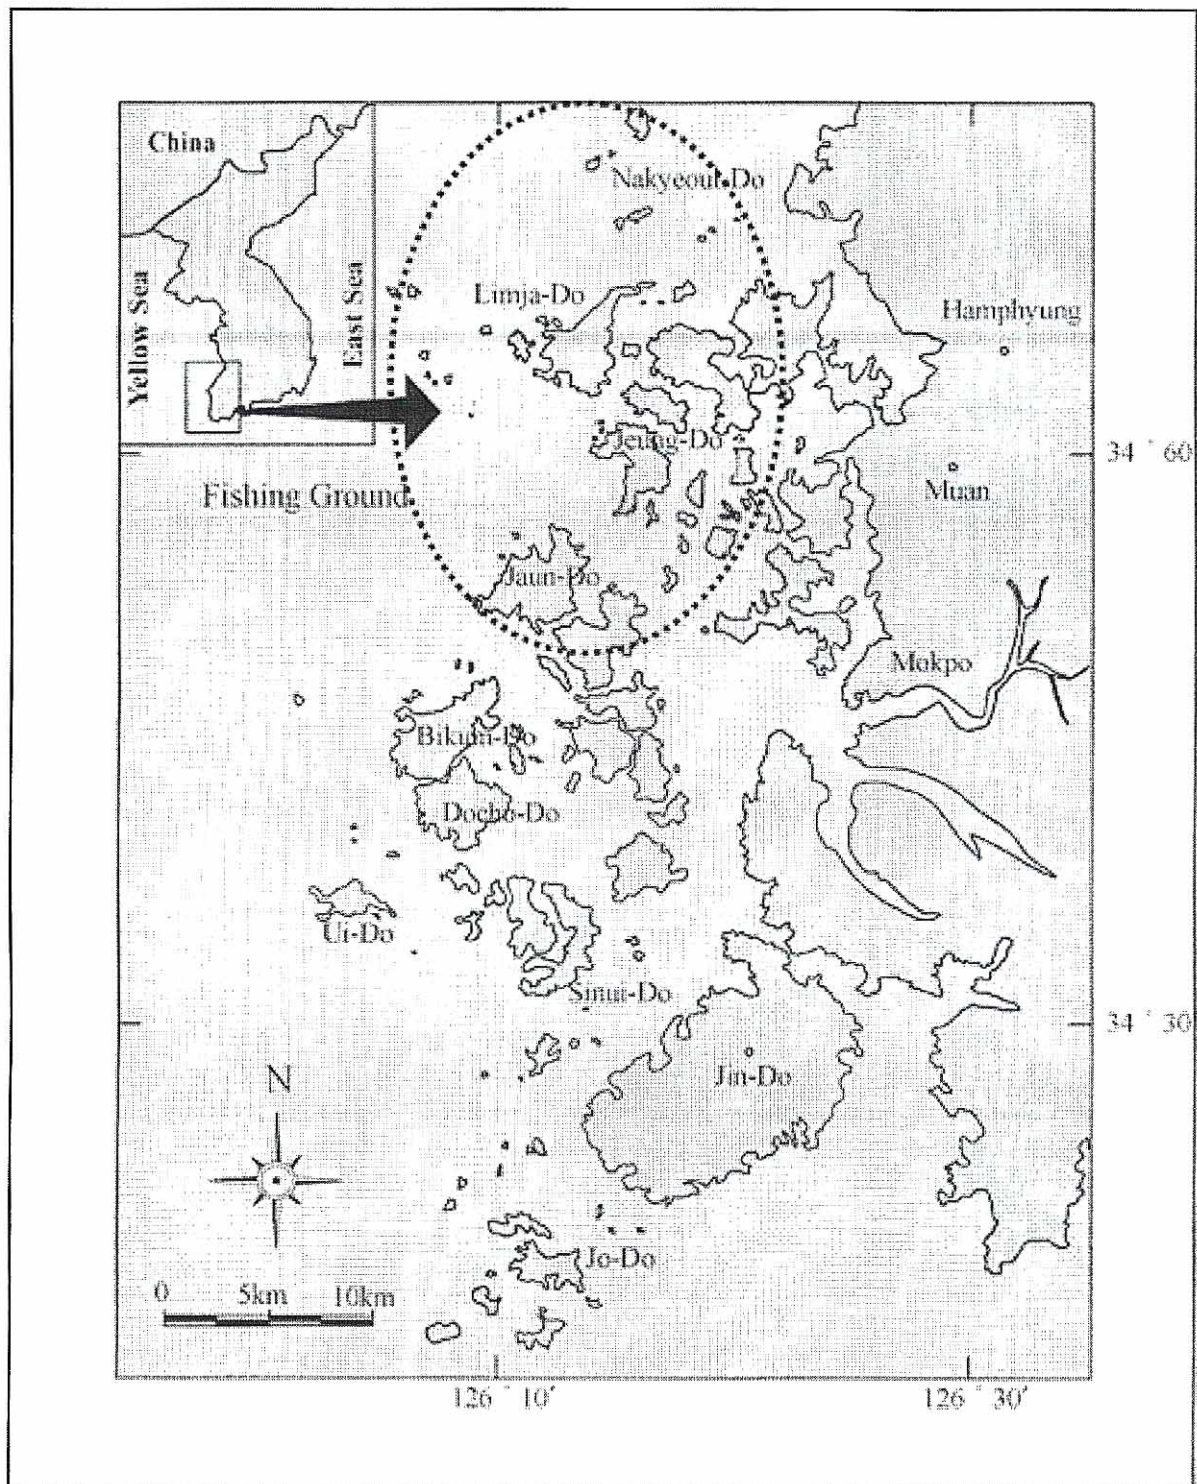 China
Nakyeoul-Do
Yellow Sea
East Sea
Limja-Do
Hamphyung
Jeung-Do
34 ° 60
Fishing Ground
Muan
Jaun-Do
Mokpo
Bikum-Do
Docho-Do
Ui-Do
Sinui-Do
34 ° 30
N
Jin-Do
Jo-Do
0 5km 10km
126 ° 10′ 126 ° 30′